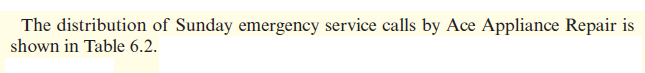 The distribution of Sunday emergency service calls by Ace Appliance Repair is
shown in Table 6.2.